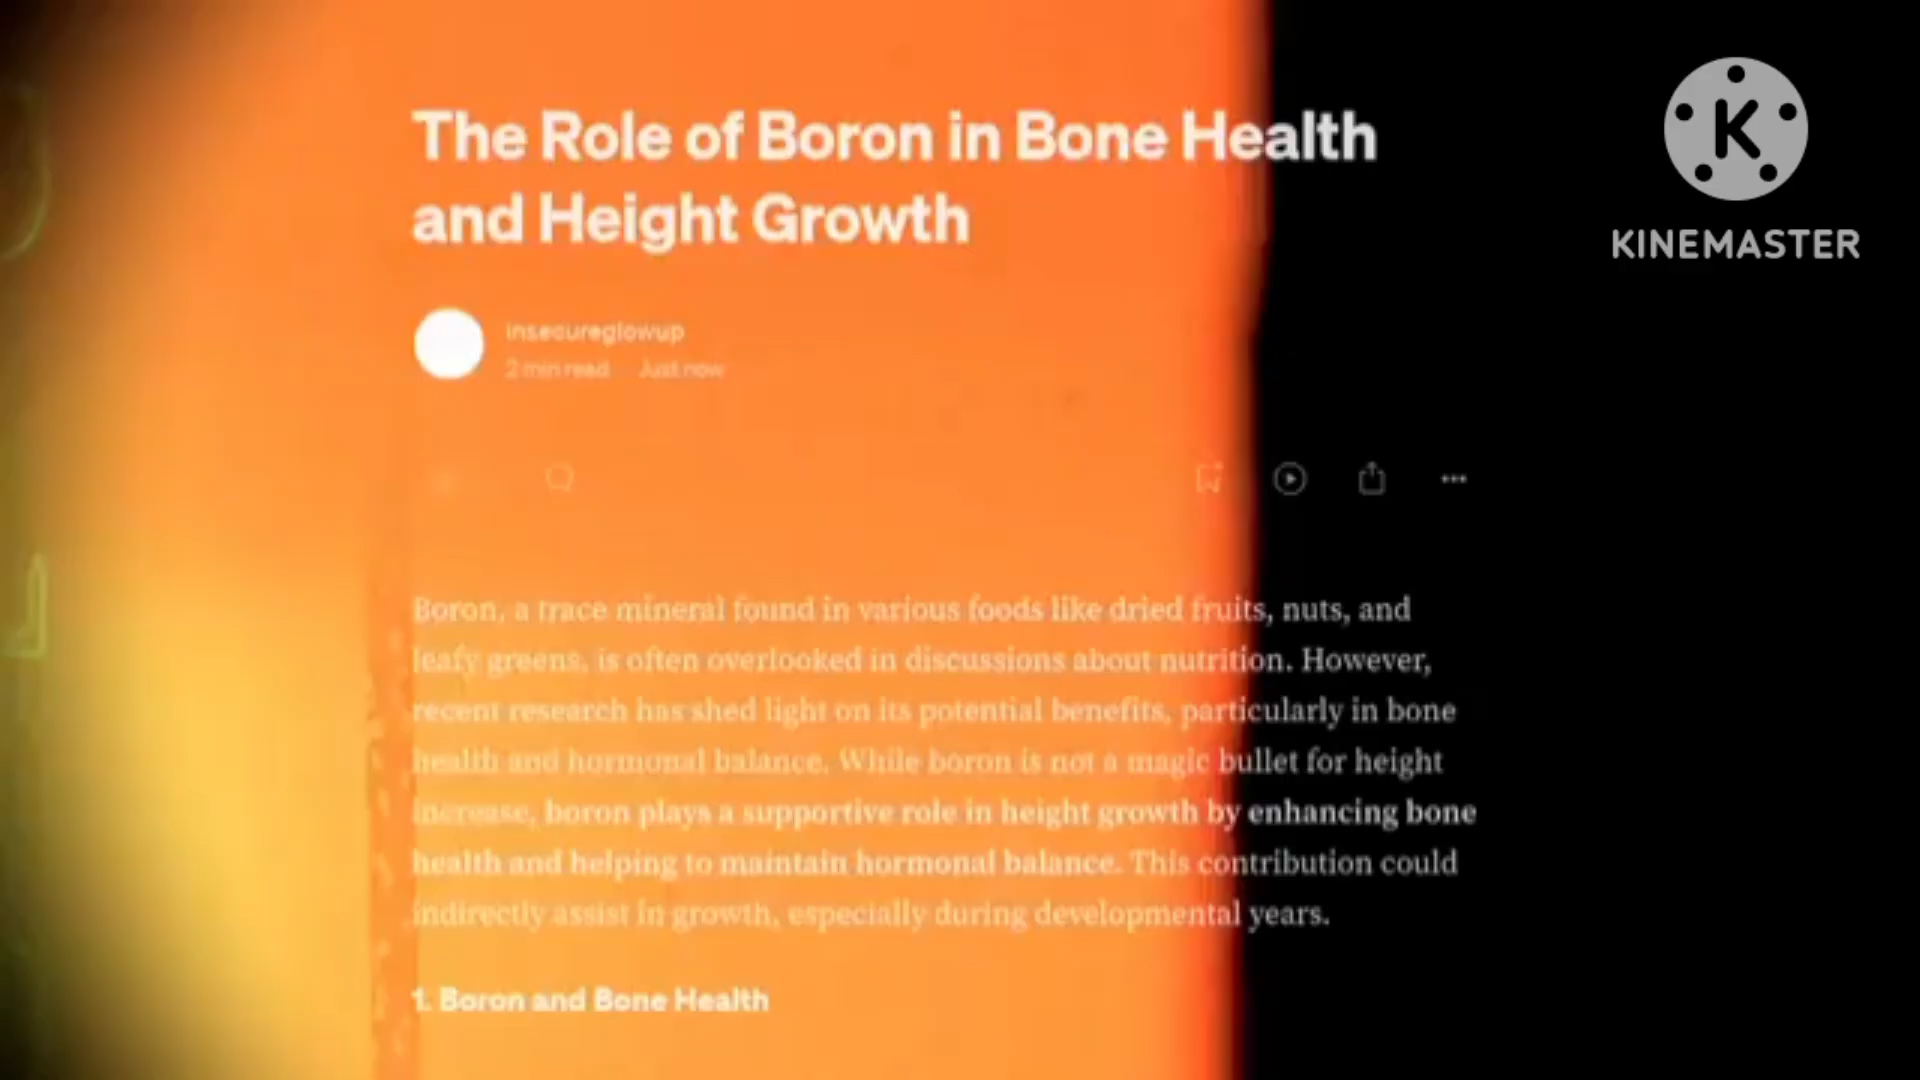 The Role of Boron in Bone Health
and Height Growth
K
KINEMASTER
insecureglowup
2 min read Just now
Boron, a trace mineral found in various foods like dried fruits, nuts, and
leafy greens, is often overlooked in discussions about nutrition. However,
recent research has shed light on its potential benefits, particularly in bone
health and hormonal balance. While boron is not a magic bullet for height
increase, boron plays a supportive role in height growth by enhancing bone
health and helping to maintain hormonal balance. This contribution could
indirectly assist in growth, especially during developmental years.
1. Boron and Bone Health